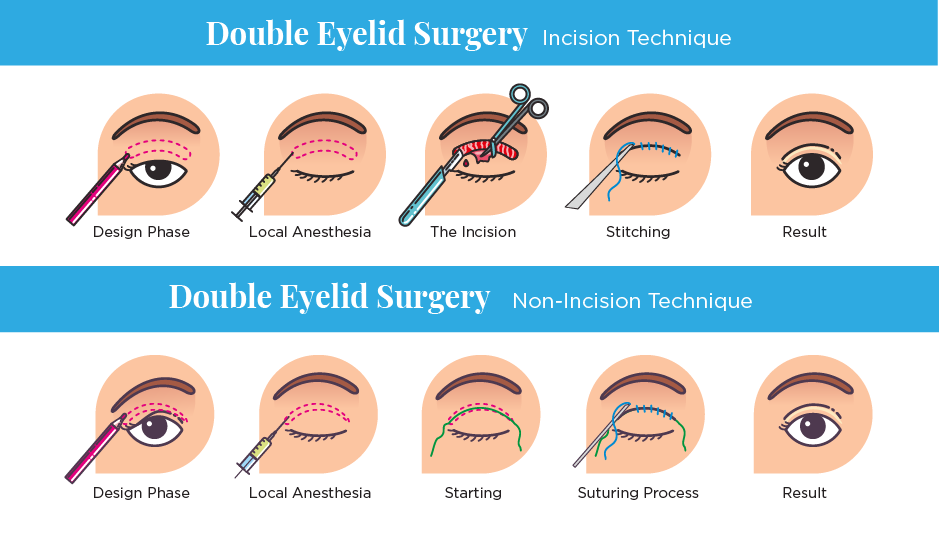 Double Eyelid Surgery Incision Technique
Design Phase
Local Anesthesia
The Incision
Stitching
Result
Double Eyelid Surgery Non-Incision Technique
Design Phase
Local Anesthesia
Starting
Suturing Process
Result